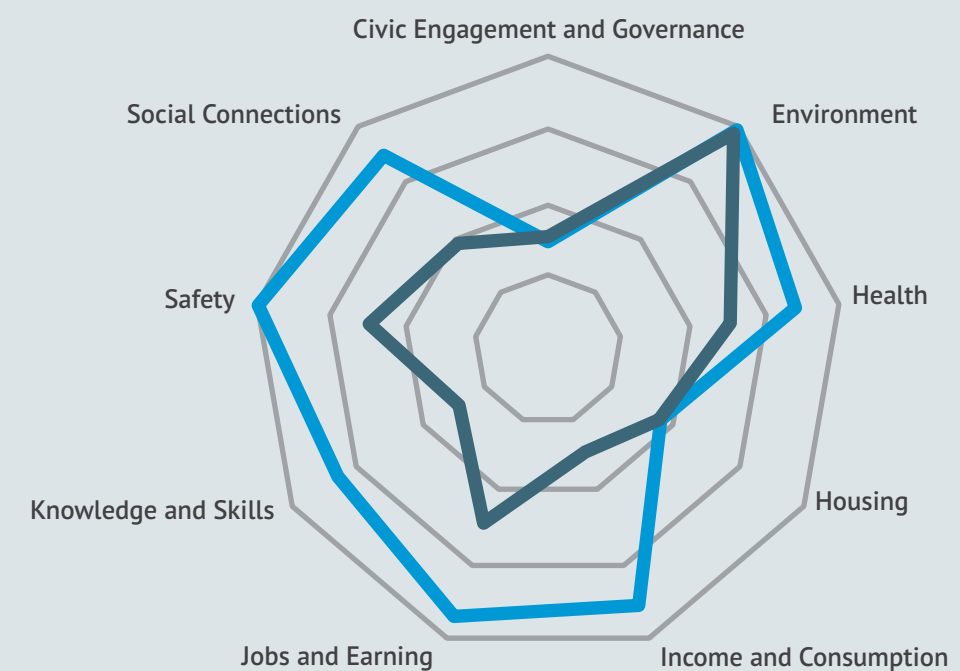 Civic Engagement and Governance
Social Connections
Environment
Safety
Health
Knowledge and Skills
Housing
Jobs and Earning
Income and Consumption